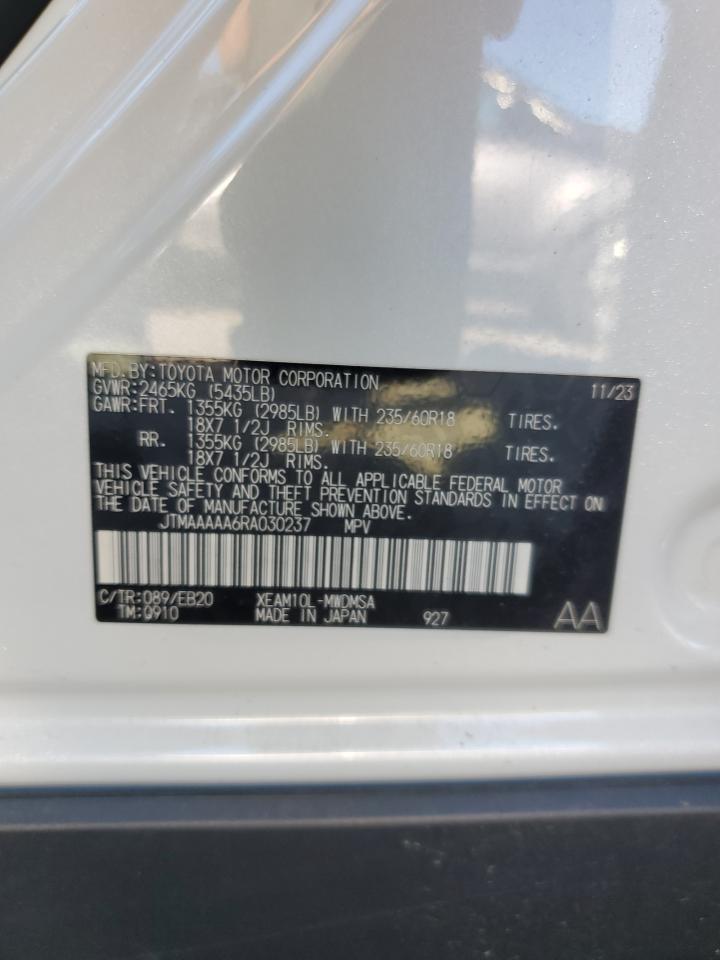 MFD.BY:TOYOTA MOTOR CORPORATION 11/23
GVWR:2465KG (5435LB)
GAWR:FRT. 1355KG (2985LB) WITH 235/60R18 TIRES.
18X7 1/2J RIMS.
RR. 1355KG (2985LB) WITH 235/60R18 TIRES.
18X7 1/2J RIMS.
THIS VEHICLE CONFORMS TO ALL APPLICABLE FEDERAL MOTOR
VEHICLE SAFETY AND THEFT PREVENTION STANDARDS IN EFFECT ON
THE DATE OF MANUFACTURE SHOWN ABOVE.
JTMAAAAA6RA030237 MPV
C/TR:089/EB20 XEAM10L-MWDMSA
TM:Q910 MADE IN JAPAN 927 AA